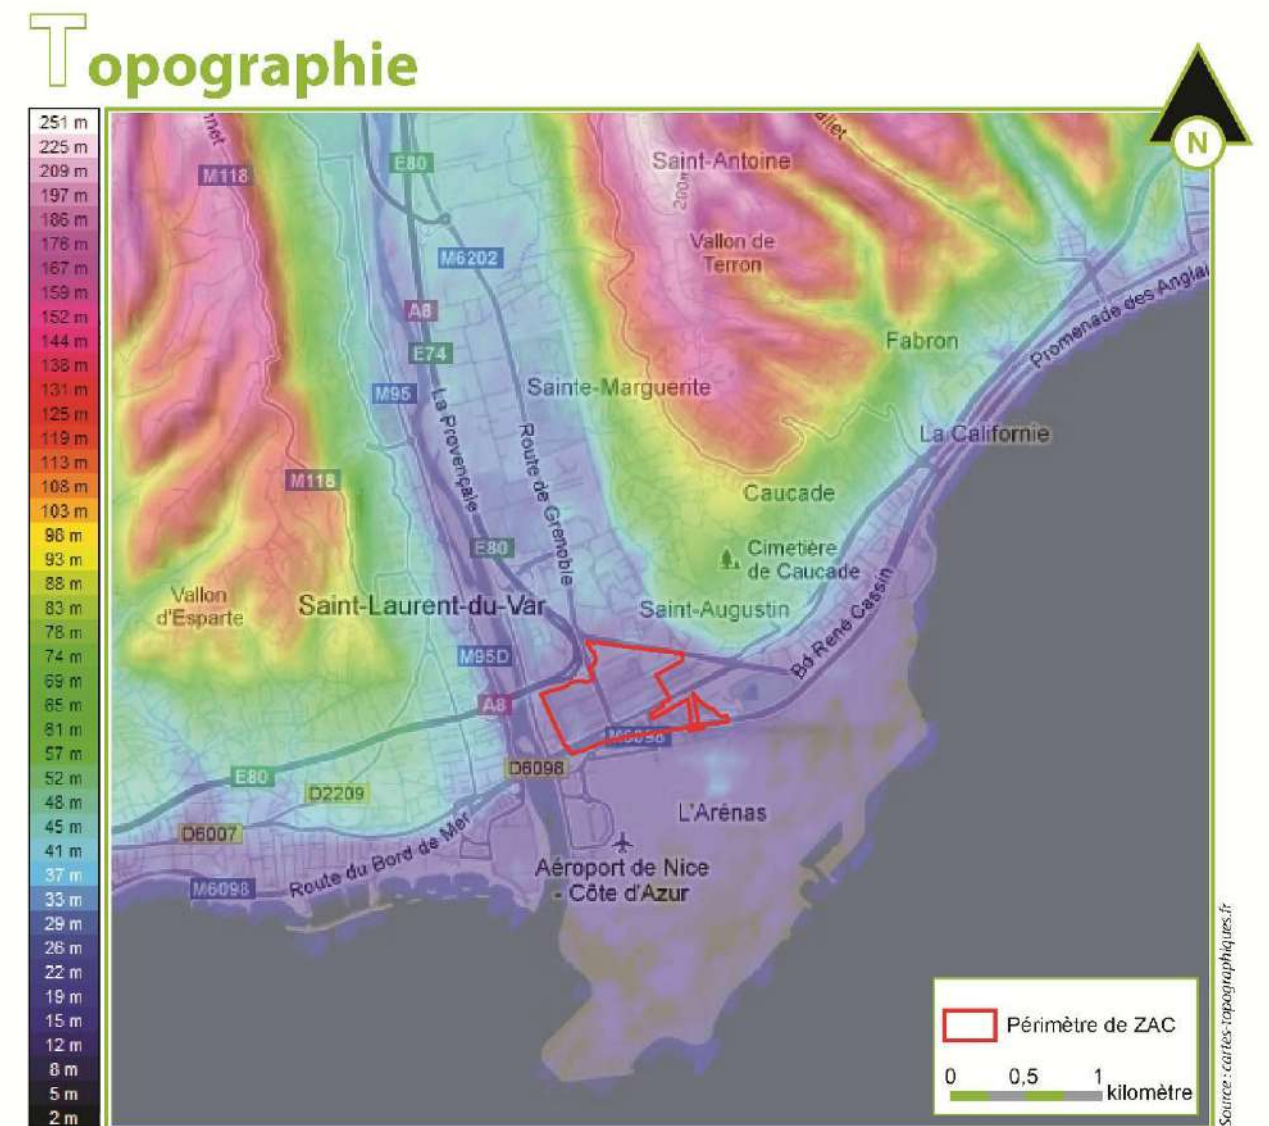 Topographie
N
251 m
225 m
209 m
197 m
186 m
176 m
167 m
159 m
152 m
144 m
138 m
131 m
125 m
119 m
113 m
108 m
103 m
98 m
93 m
88 m
83 m
78 m
74 m
69 m
65 m
61 m
57 m
52 m
48 m
45 m
41 m
37 m
33 m
29 m
26 m
22 m
19 m
15 m
12 m
8 m
5 m
2 m
M118
E80
Saint-Antoine
200m
M6202
Vallon de
Terron
A8
E74
Fabron
Promenade des Anglai
M95
Sainte-Marguerite
La Provençale
Route de Grenoble
La Californie
M118
Caucade
E80
Cimetière
de Caucade
Vallon
d'Esparte
Saint-Laurent-du-Var
Saint-Augustin
Bd René Cassin
M95D
A8
M6098
D6098
E80
D2209
L'Arénas
D6007
Route du Bord de Mer
M6098
Aéroport de Nice
- Côte d'Azur
Périmètre de ZAC
0 0,5 1
kilomètre
Source : cartes-topographiques.fr